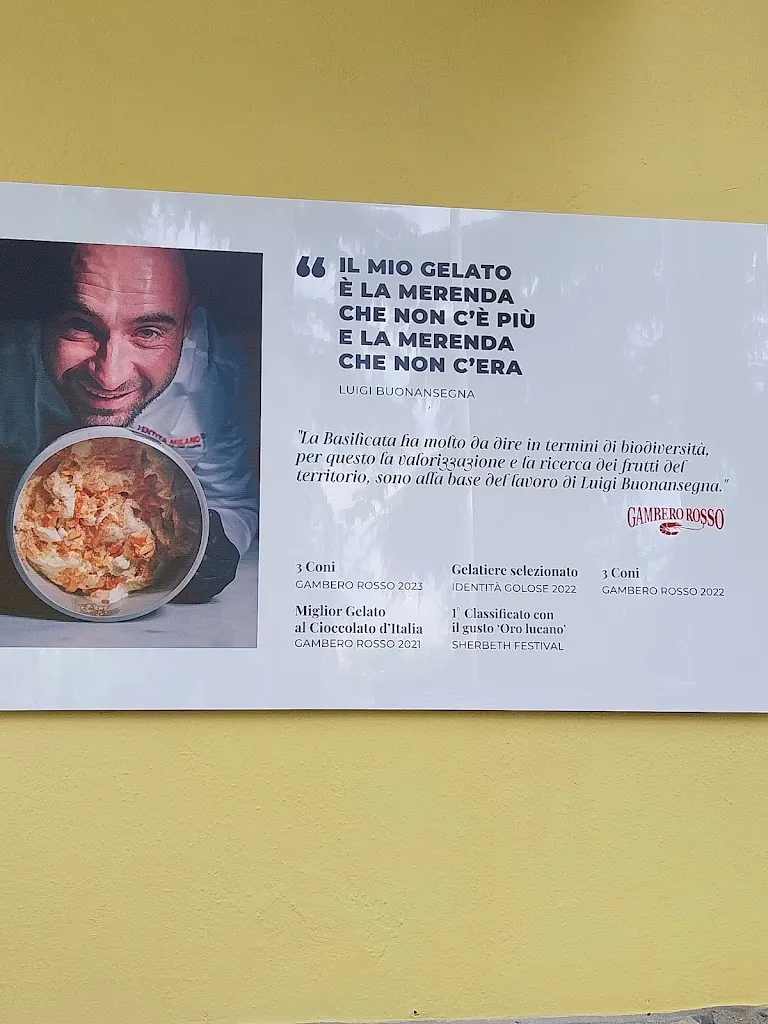 “ IL MIO GELATO
È LA MERENDA
CHE NON C’È PIÙ
E LA MERENDA
CHE NON C’ERA
LUIGI BUONANSEGNA
"La Basilicata ha molto da dire in termini di biodiversità,
per questo la valorizzazione e la ricerca dei frutti del
territorio, sono alla base del lavoro di Luigi Buonansegna."
GAMBERO ROSSO
3 Coni
GAMBERO ROSSO 2023
Gelatiere selezionato
IDENTITÀ GOLOSE 2022
3 Coni
GAMBERO ROSSO 2022
Miglior Gelato
al Cioccolato d’Italia
GAMBERO ROSSO 2021
1° Classificato con
il gusto ‘Oro lucano’
SHERBETH FESTIVAL
MILANO